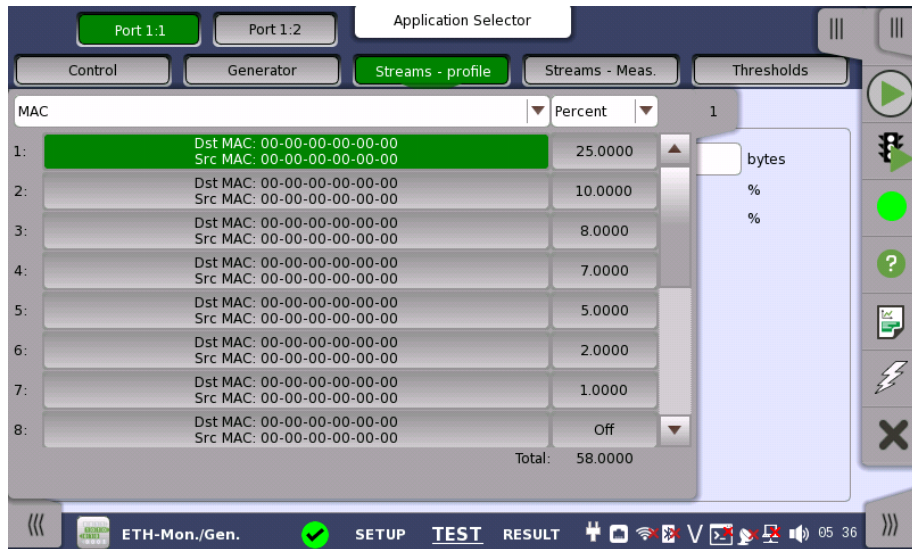 Port 1:1
Port 1:2
Application Selector
Control
Generator
Streams - profile
Streams - Meas.
Thresholds
MAC
Percent
1
1:
Dst MAC: 00-00-00-00-00-00
Src MAC: 00-00-00-00-00-00
25.0000
bytes
2:
Dst MAC: 00-00-00-00-00-00
Src MAC: 00-00-00-00-00-00
10.0000
%
3:
Dst MAC: 00-00-00-00-00-00
Src MAC: 00-00-00-00-00-00
8.0000
%
4:
Dst MAC: 00-00-00-00-00-00
Src MAC: 00-00-00-00-00-00
7.0000
5:
Dst MAC: 00-00-00-00-00-00
Src MAC: 00-00-00-00-00-00
5.0000
6:
Dst MAC: 00-00-00-00-00-00
Src MAC: 00-00-00-00-00-00
2.0000
7:
Dst MAC: 00-00-00-00-00-00
Src MAC: 00-00-00-00-00-00
1.0000
8:
Dst MAC: 00-00-00-00-00-00
Src MAC: 00-00-00-00-00-00
Off
Total: 58.0000
ETH-Mon./Gen.
SETUP
TEST
RESULT
V
05 36